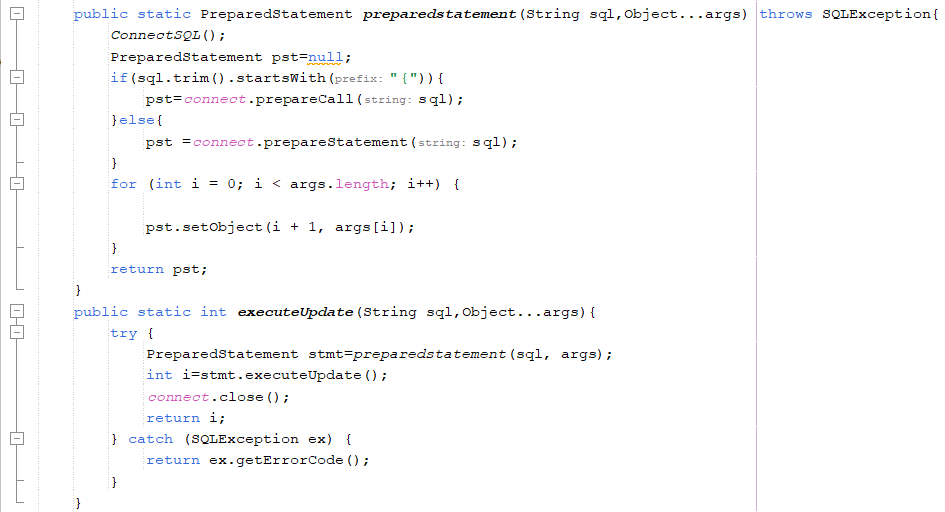 public static PreparedStatement preparedstatement(String sql,Object...args) throws SQLException{
ConnectSQL();
PreparedStatement pst=null;
if(sql.trim().startsWith(prefix: "{")){
pst=connect.prepareCall(string: sql);
}else{
pst =connect.prepareStatement(string: sql);
}
for (int i = 0; i < args.length; i++) {
pst.setObject(i + 1, args[i]);
}
return pst;
}
public static int executeUpdate(String sql,Object...args){
try {
PreparedStatement stmt=preparedstatement(sql, args);
int i=stmt.executeUpdate();
connect.close();
return i;
} catch (SQLException ex) {
return ex.getErrorCode();
}
}